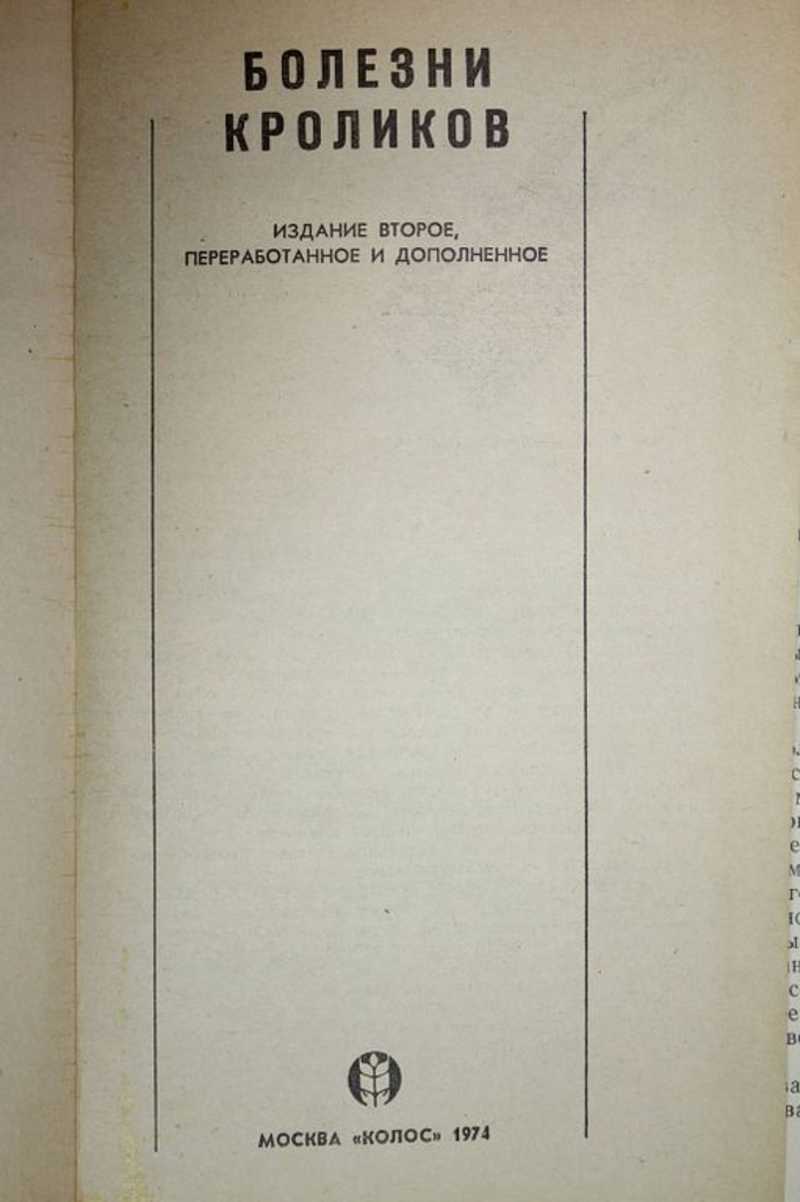 БОЛЕЗНИ
КРОЛИКОВ
ИЗДАНИЕ ВТОРОЕ,
ПЕРЕРАБОТАННОЕ И ДОПОЛНЕННОЕ
МОСКВА «КОЛОС» 1974